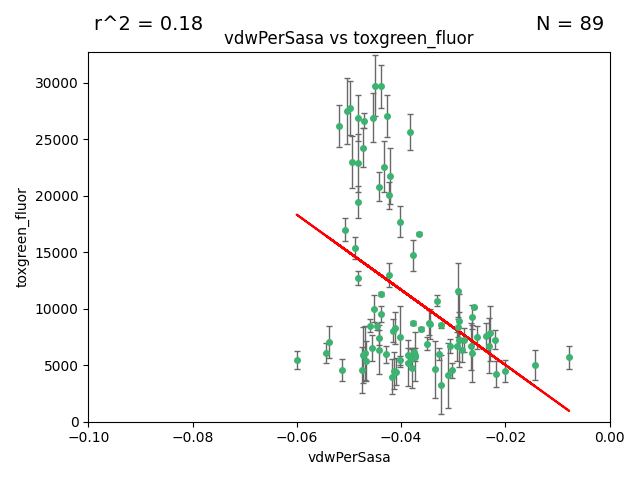 r^2 = 0.18
N = 89
vdwPerSasa vs toxgreen_fluor
toxgreen_fluor
30000
25000
20000
15000
10000
5000
0
−0.10
−0.08
−0.06
−0.04
−0.02
0.00
vdwPerSasa